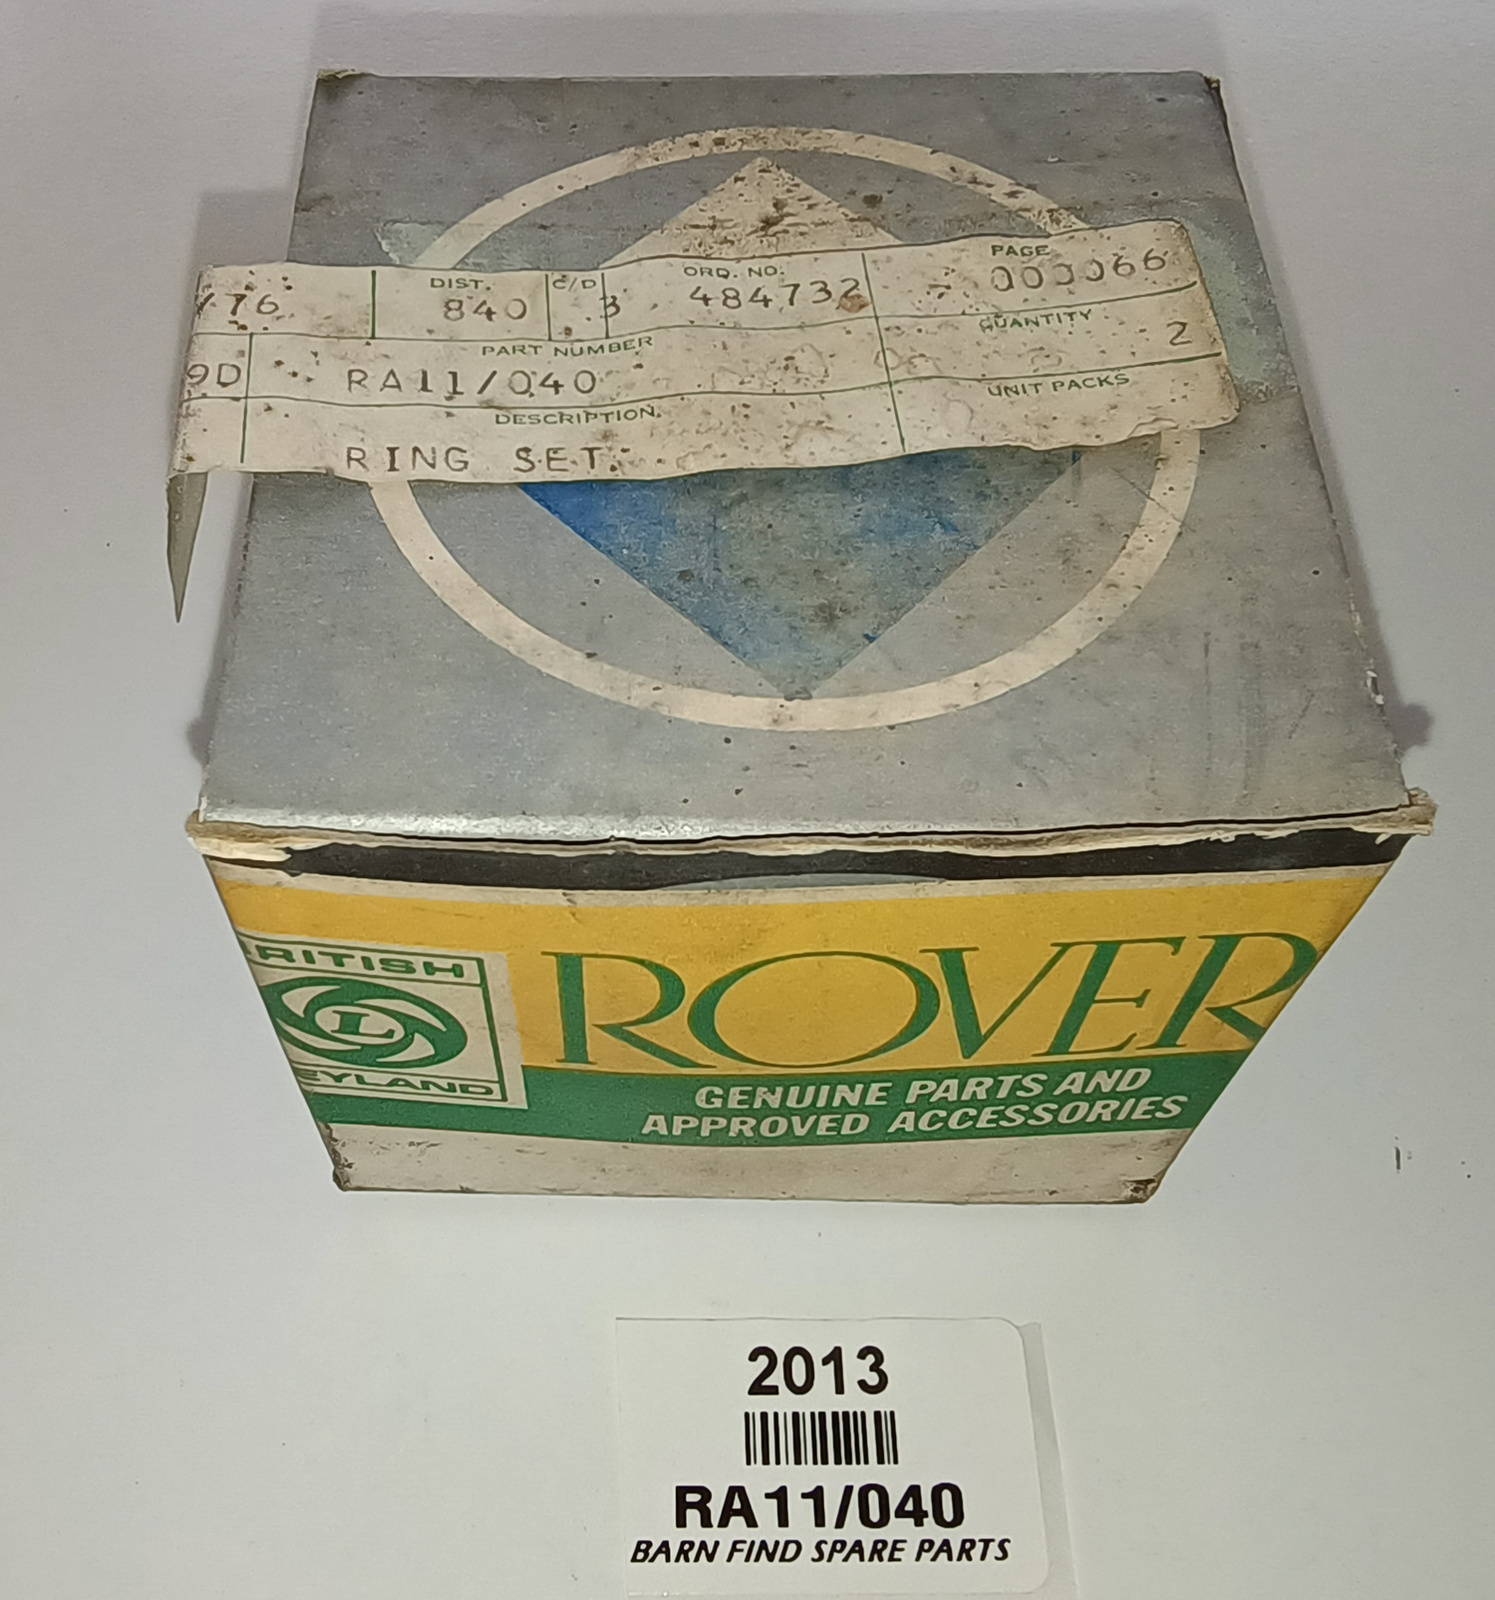 DIST. C/D ORD. NO. PAGE
/76 840 3 484732 000066
PART NUMBER QUANTITY
9D RA11/040 2
DESCRIPTION. UNIT PACKS
RING SET.
BRITISH
L
LEYLAND
ROVER
GENUINE PARTS AND
APPROVED ACCESSORIES
2013
RA11/040
BARN FIND SPARE PARTS